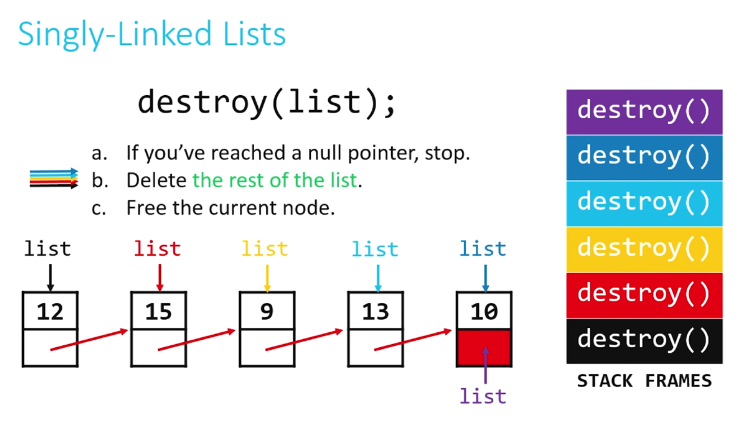 Singly-Linked Lists
destroy(list);
a. If you’ve reached a null pointer, stop.
b. Delete the rest of the list.
c. Free the current node.
list list list list list
12 15 9 13 10
list
destroy()
destroy()
destroy()
destroy()
destroy()
destroy()
STACK FRAMES